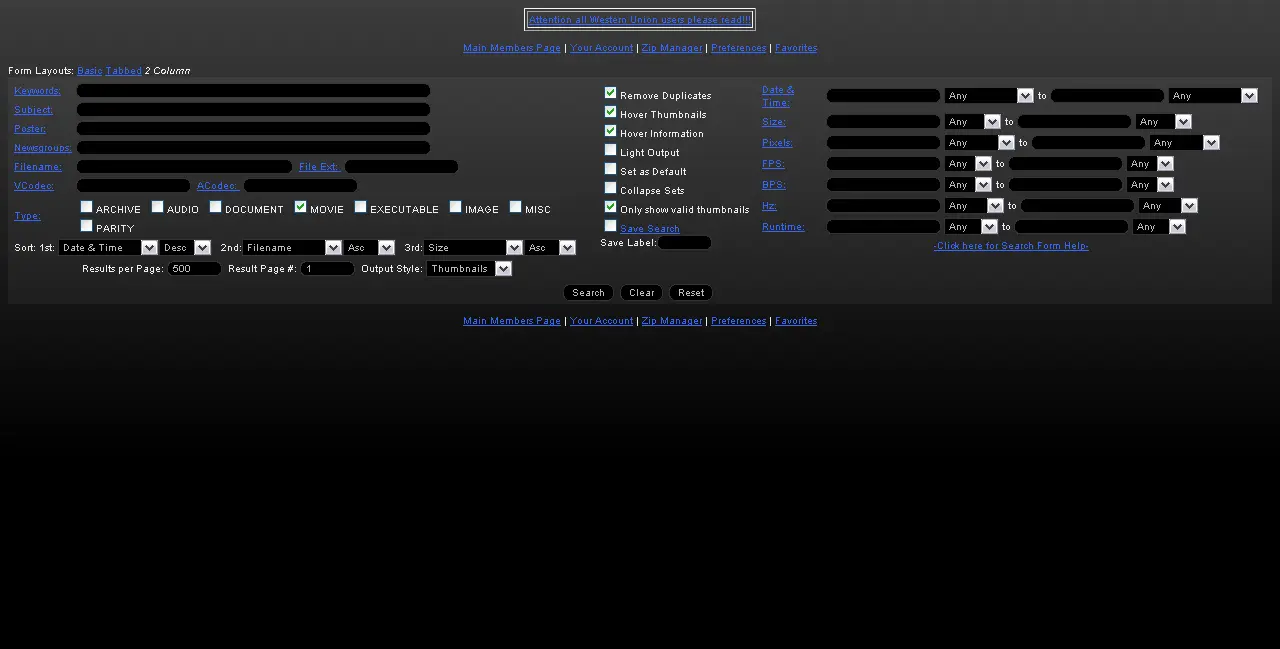 Attention all Western Union users please read!!!
Main Members Page | Your Account | Zip Manager | Preferences | Favorites
Form Layouts: Basic Tabbed 2 Column
Keywords:
Subject:
Poster:
Newsgroups:
Filename: File Ext:
VCodec: ACodec:
Type: ARCHIVE AUDIO DOCUMENT MOVIE EXECUTABLE IMAGE MISC
PARITY
Sort: 1st: Date & Time Desc 2nd: Filename Asc 3rd: Size Asc
Results per Page: 500 Result Page #: 1 Output Style: Thumbnails
Remove Duplicates
Hover Thumbnails
Hover Information
Light Output
Set as Default
Collapse Sets
Only show valid thumbnails
Save Search
Save Label:
Date &
Time: Any to Any
Size: Any to Any
Pixels: Any to Any
FPS: Any to Any
BPS: Any to Any
Hz: Any to Any
Runtime: Any to Any
-Click here for Search Form Help-
Search Clear Reset
Main Members Page | Your Account | Zip Manager | Preferences | Favorites